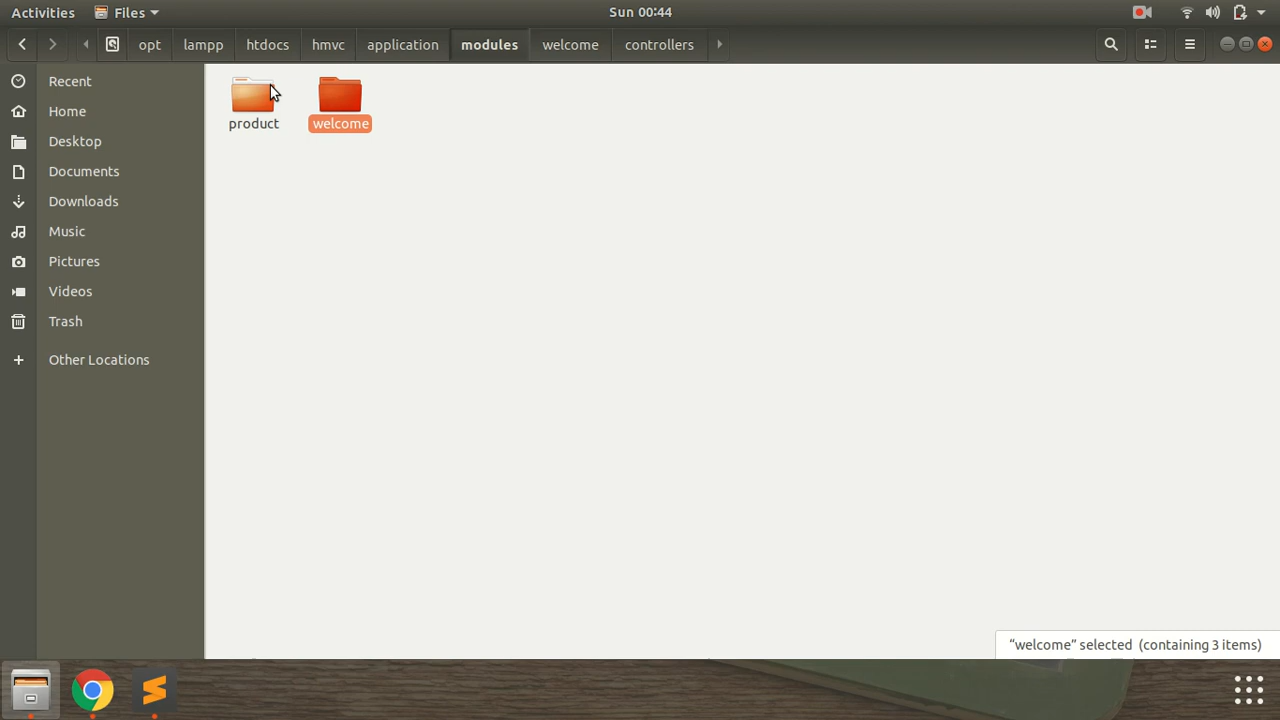 Activities Files Sun 00:44
opt lampp htdocs hmvc application modules welcome controllers
Recent
Home
Desktop
Documents
Downloads
Music
Pictures
Videos
Trash
Other Locations
product welcome
“welcome” selected (containing 3 items)